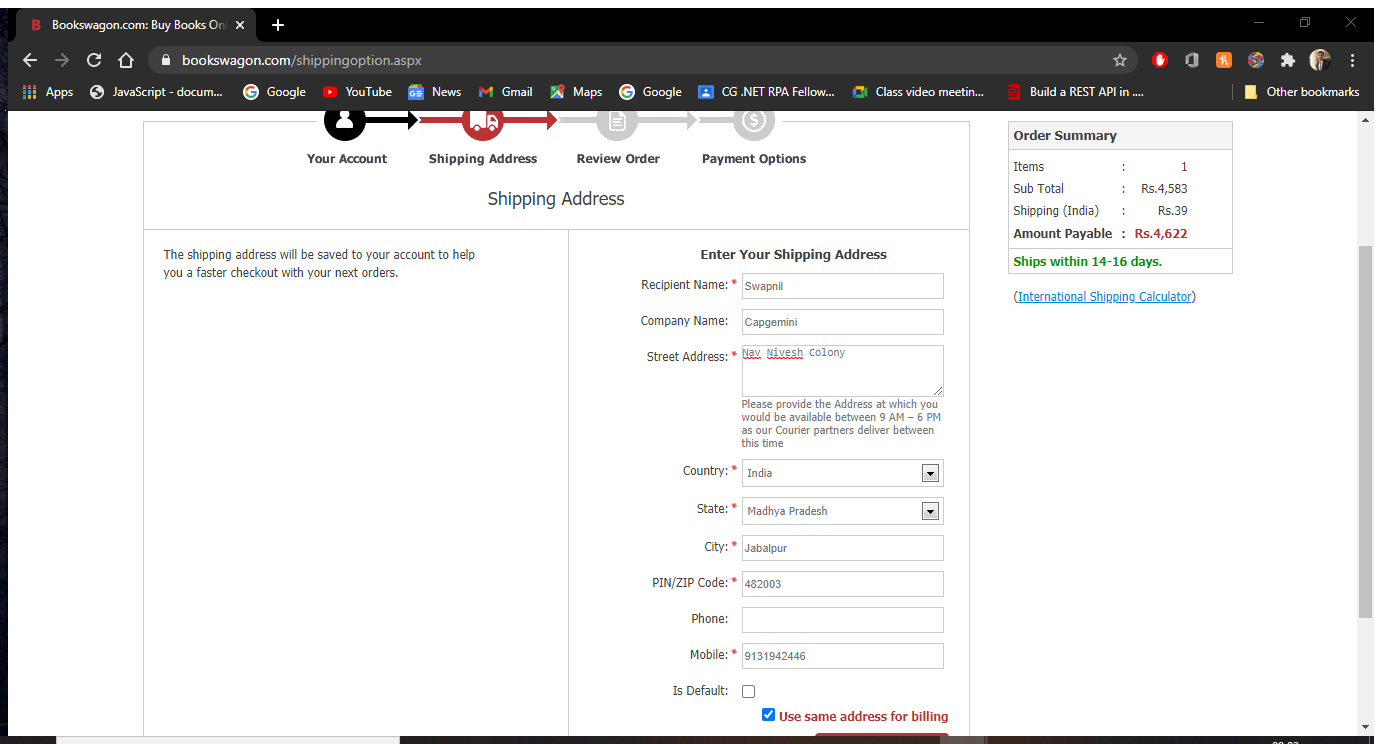 B Bookswagon.com: Buy Books Onl
bookswagon.com/shippingoption.aspx
Apps JavaScript - docum... Google YouTube News Gmail Maps Google CG .NET RPA Fellow... Class video meetin... Build a REST API in .... Other bookmarks
Your Account Shipping Address Review Order Payment Options
Shipping Address
The shipping address will be saved to your account to help
you a faster checkout with your next orders.
Enter Your Shipping Address
Recipient Name: * Swapnil
Company Name: Capgemini
Street Address: * Nav Nivesh Colony
Please provide the Address at which you
would be available between 9 AM – 6 PM
as our Courier partners deliver between
this time
Country: * India
State: * Madhya Pradesh
City: * Jabalpur
PIN/ZIP Code: * 482003
Phone:
Mobile: * 9131942446
Is Default:
Use same address for billing
Order Summary
Items : 1
Sub Total : Rs.4,583
Shipping (India) : Rs.39
Amount Payable : Rs.4,622
Ships within 14-16 days.
(International Shipping Calculator)